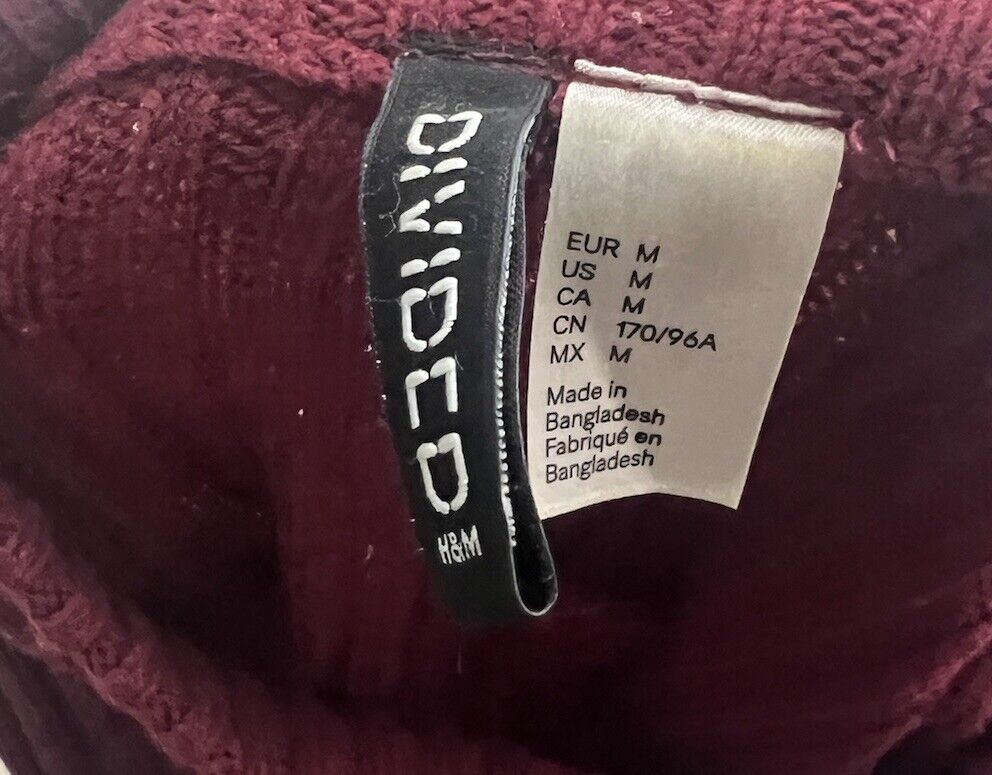 DIVIDED
H&M
EUR M
US M
CA M
CN 170/96A
MX M
Made in
Bangladesh
Fabriqué en
Bangladesh